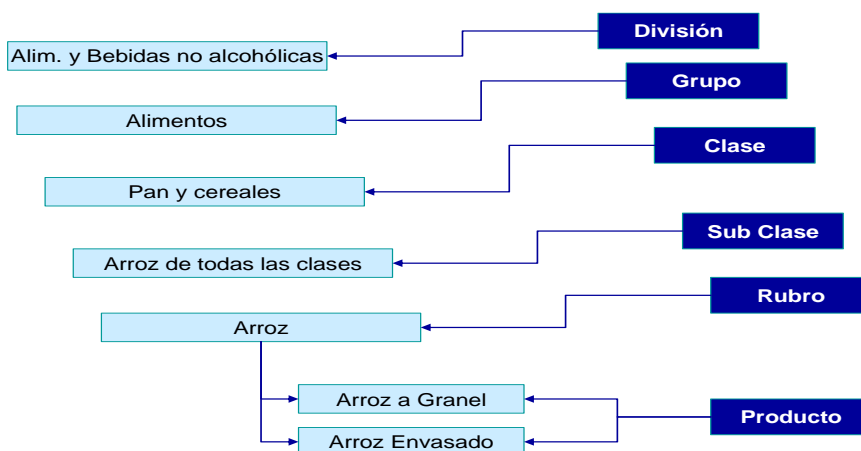 División
Alim. y Bebidas no alcohólicas
Grupo
Alimentos
Clase
Pan y cereales
Sub Clase
Arroz de todas las clases
Rubro
Arroz
Arroz a Granel
Producto
Arroz Envasado